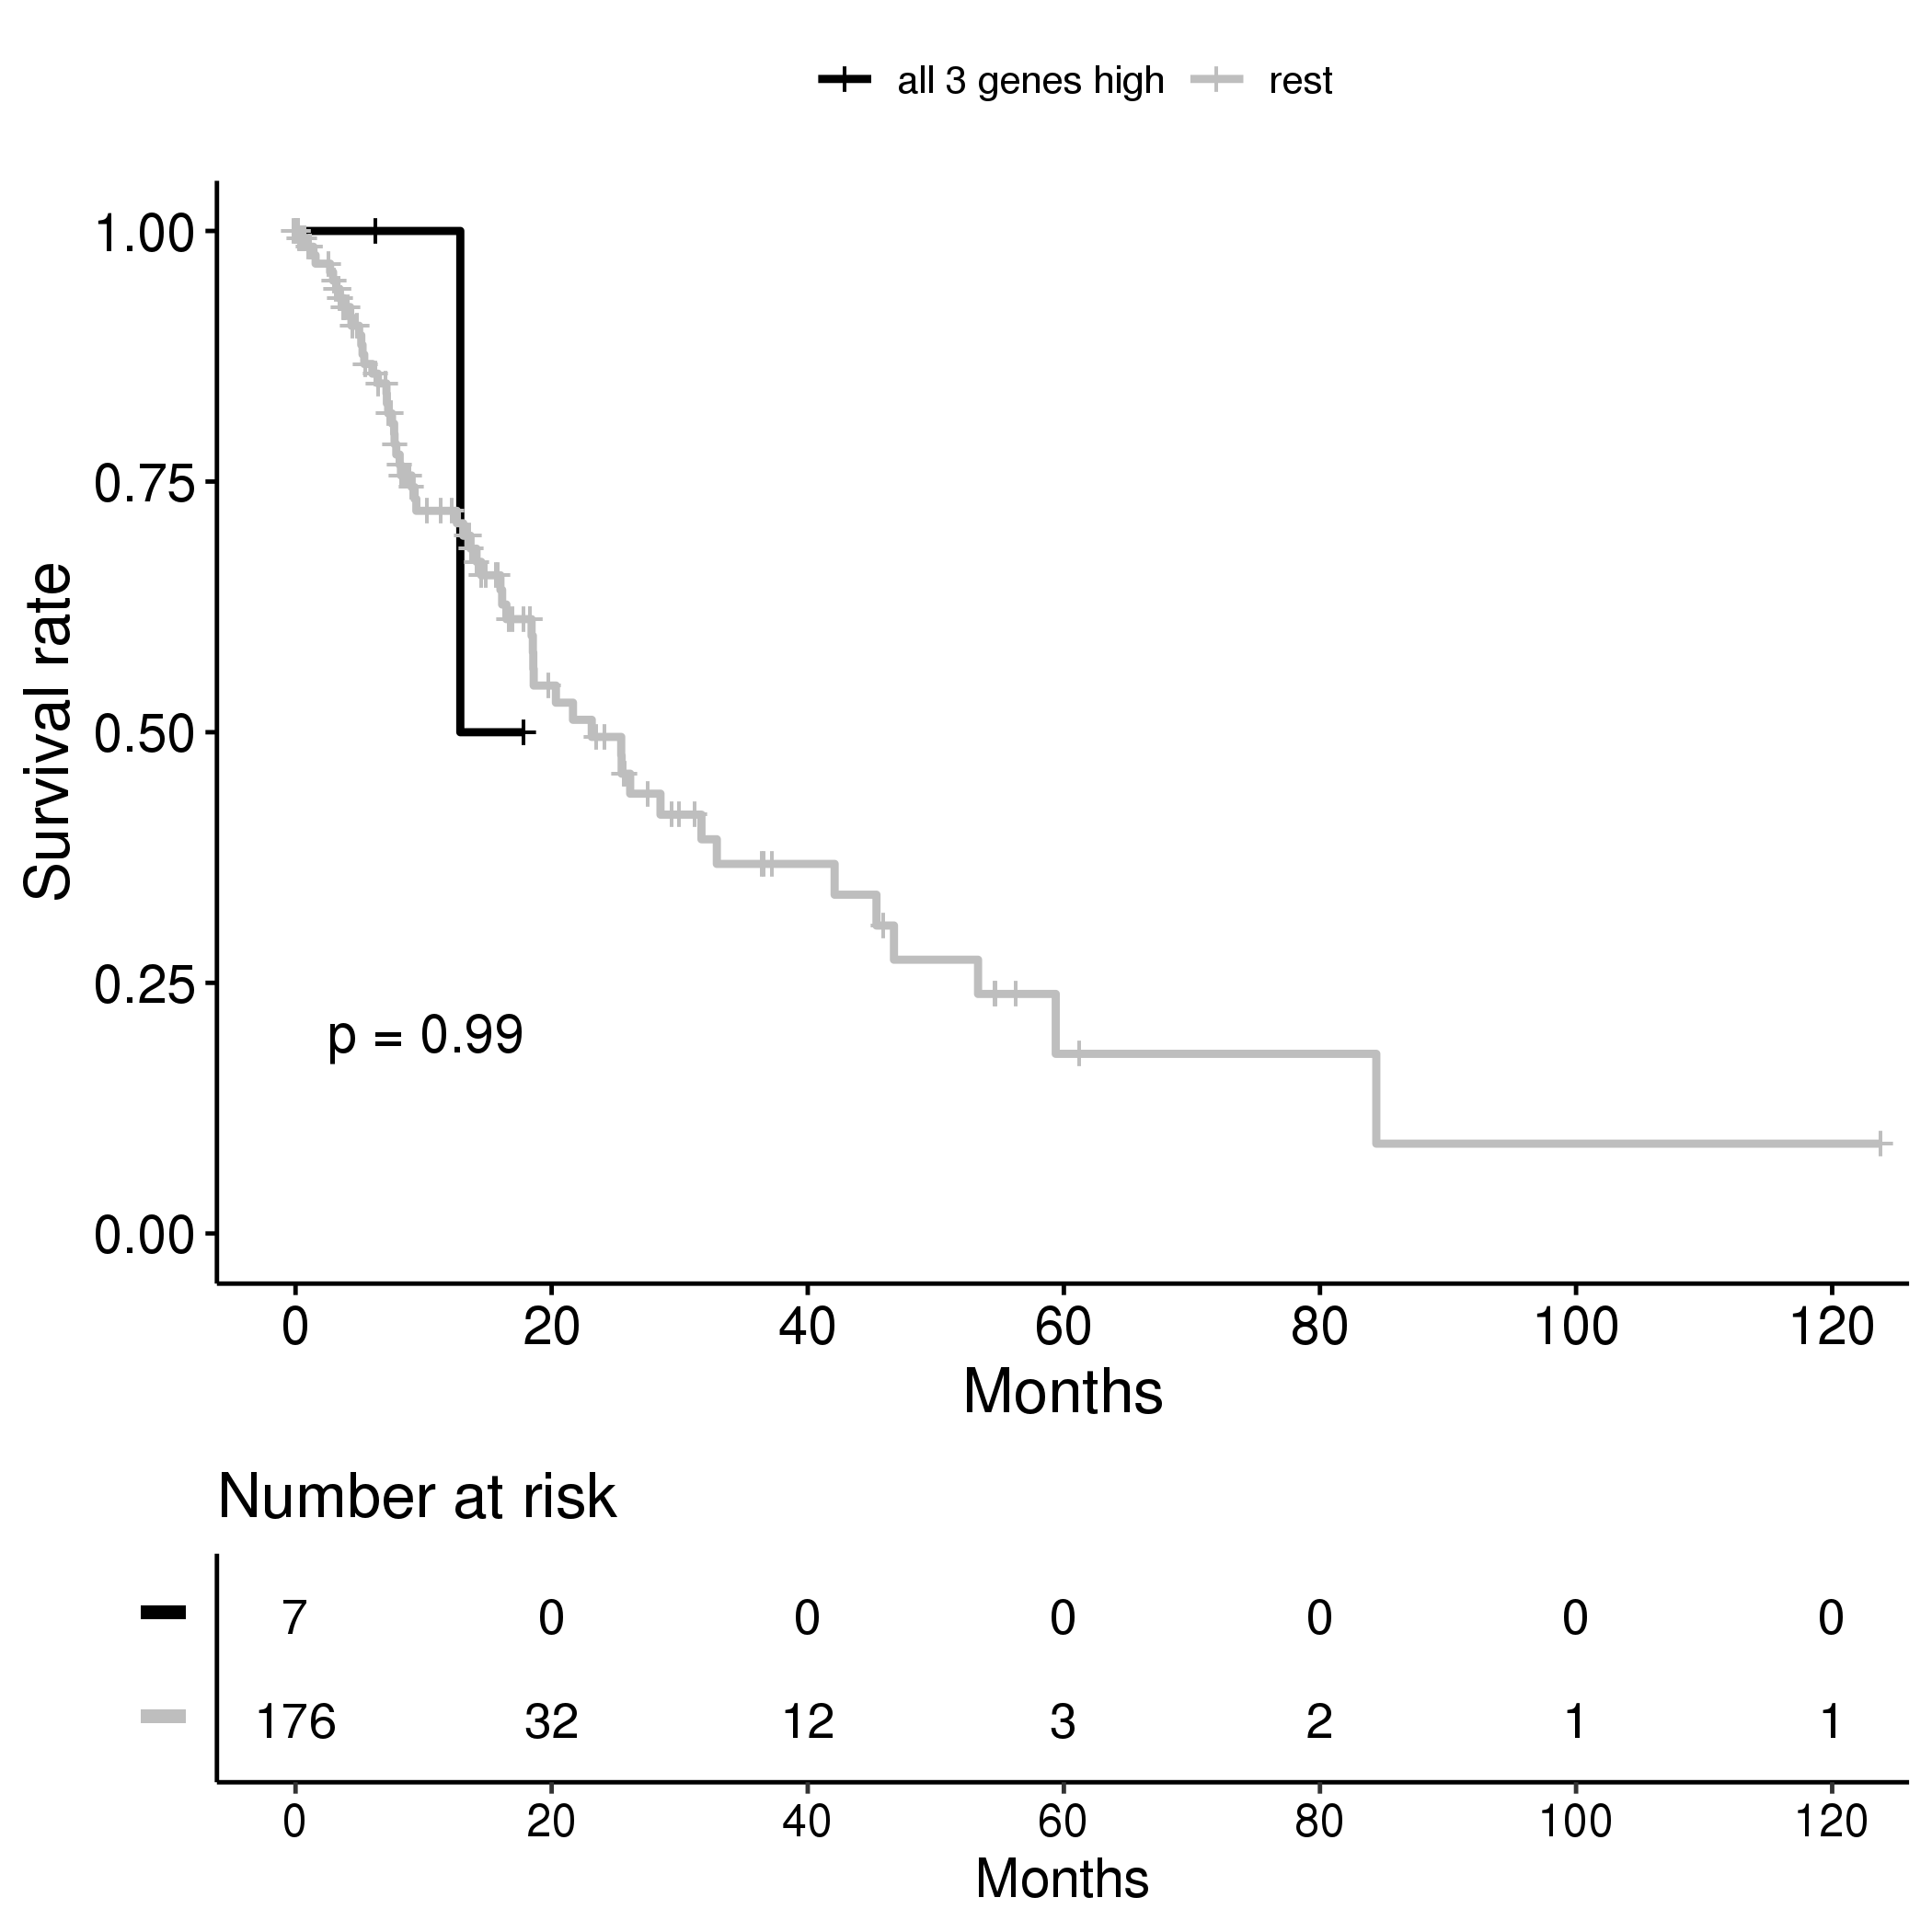 all 3 genes high rest
Survival rate
1.00
0.75
0.50
0.25
0.00
p = 0.99
0 20 40 60 80 100 120
Months
Number at risk
7 0 0 0 0 0 0
176 32 12 3 2 1 1
0 20 40 60 80 100 120
Months